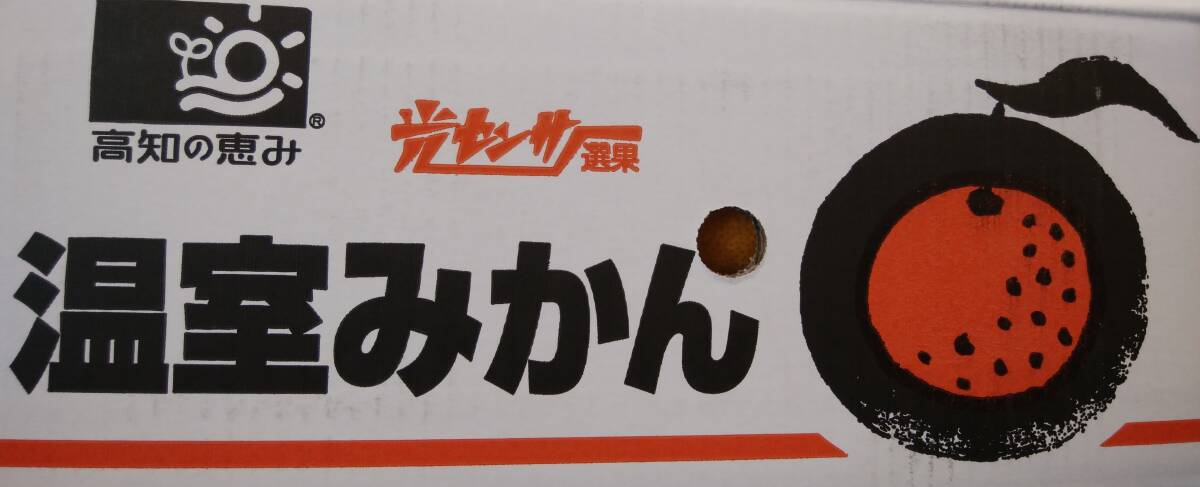 ®
高知の恵み
光センサー選果
温室みかん